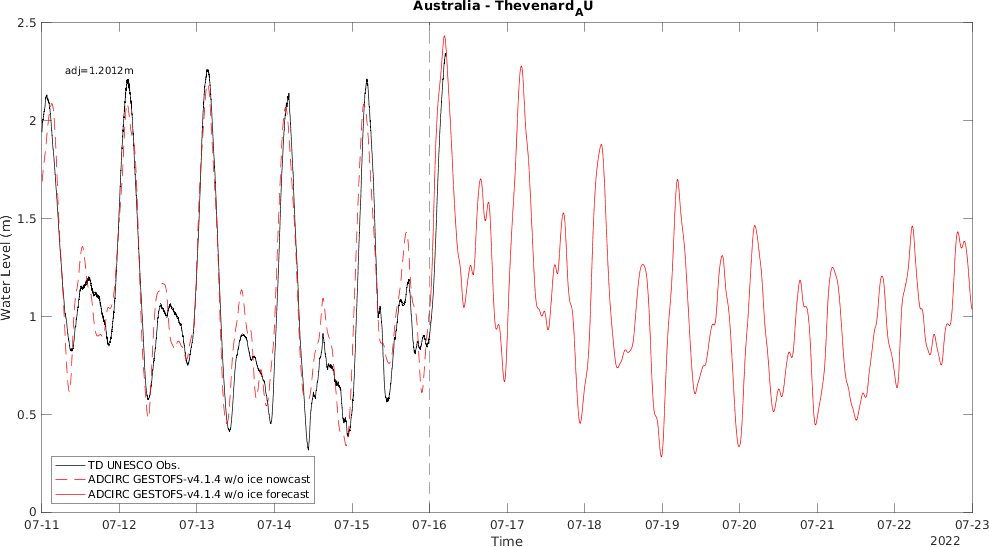 Australia - Thevenard_AU
adj=1.2012m
Water Level (m)
2.5
2
1.5
1
0.5
0
TD UNESCO Obs.
ADCIRC GESTOFS-v4.1.4 w/o ice nowcast
ADCIRC GESTOFS-v4.1.4 w/o ice forecast
07-11 07-12 07-13 07-14 07-15 07-16 07-17 07-18 07-19 07-20 07-21 07-22 07-23
Time
2022